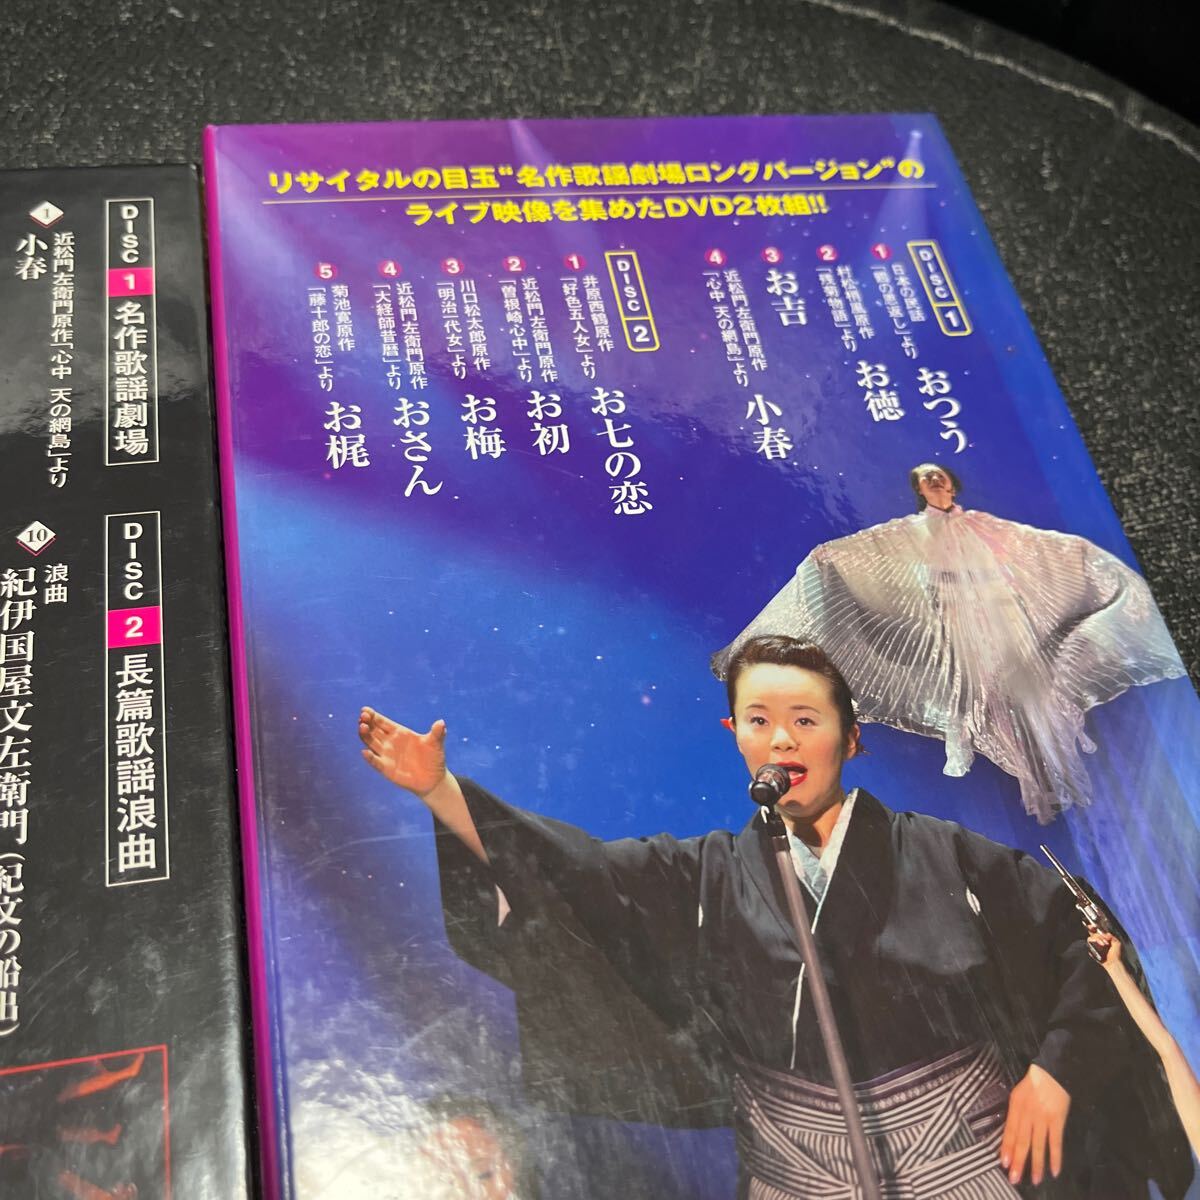 リサイタルの目玉“名作歌謡劇場ロングバージョン”の
ライブ映像を集めたDVD2枚組!!
DISC 1
1 日本の民話
「鶴の恩返し」より
おつう
2 村松梢風原作
「残菊物語」より
お徳
3 お吉
4 近松門左衛門原作
「心中 天の網島」より
小春
DISC 2
1 井原西鶴原作
「好色五人女」より
お七の恋
2 近松門左衛門原作
「曽根崎心中」より
お初
3 川口松太郎原作
「明治一代女」より
お梅
4 近松門左衛門原作
「大経師昔暦」より
おさん
5 菊池寛原作
「藤十郎の恋」より
お梶
DISC 1 名作歌謡劇場
1 近松門左衛門原作「心中 天の網島」より
小春
DISC 2 長篇歌謡浪曲
10 浪曲
紀伊国屋文左衛門(紀文の船出)